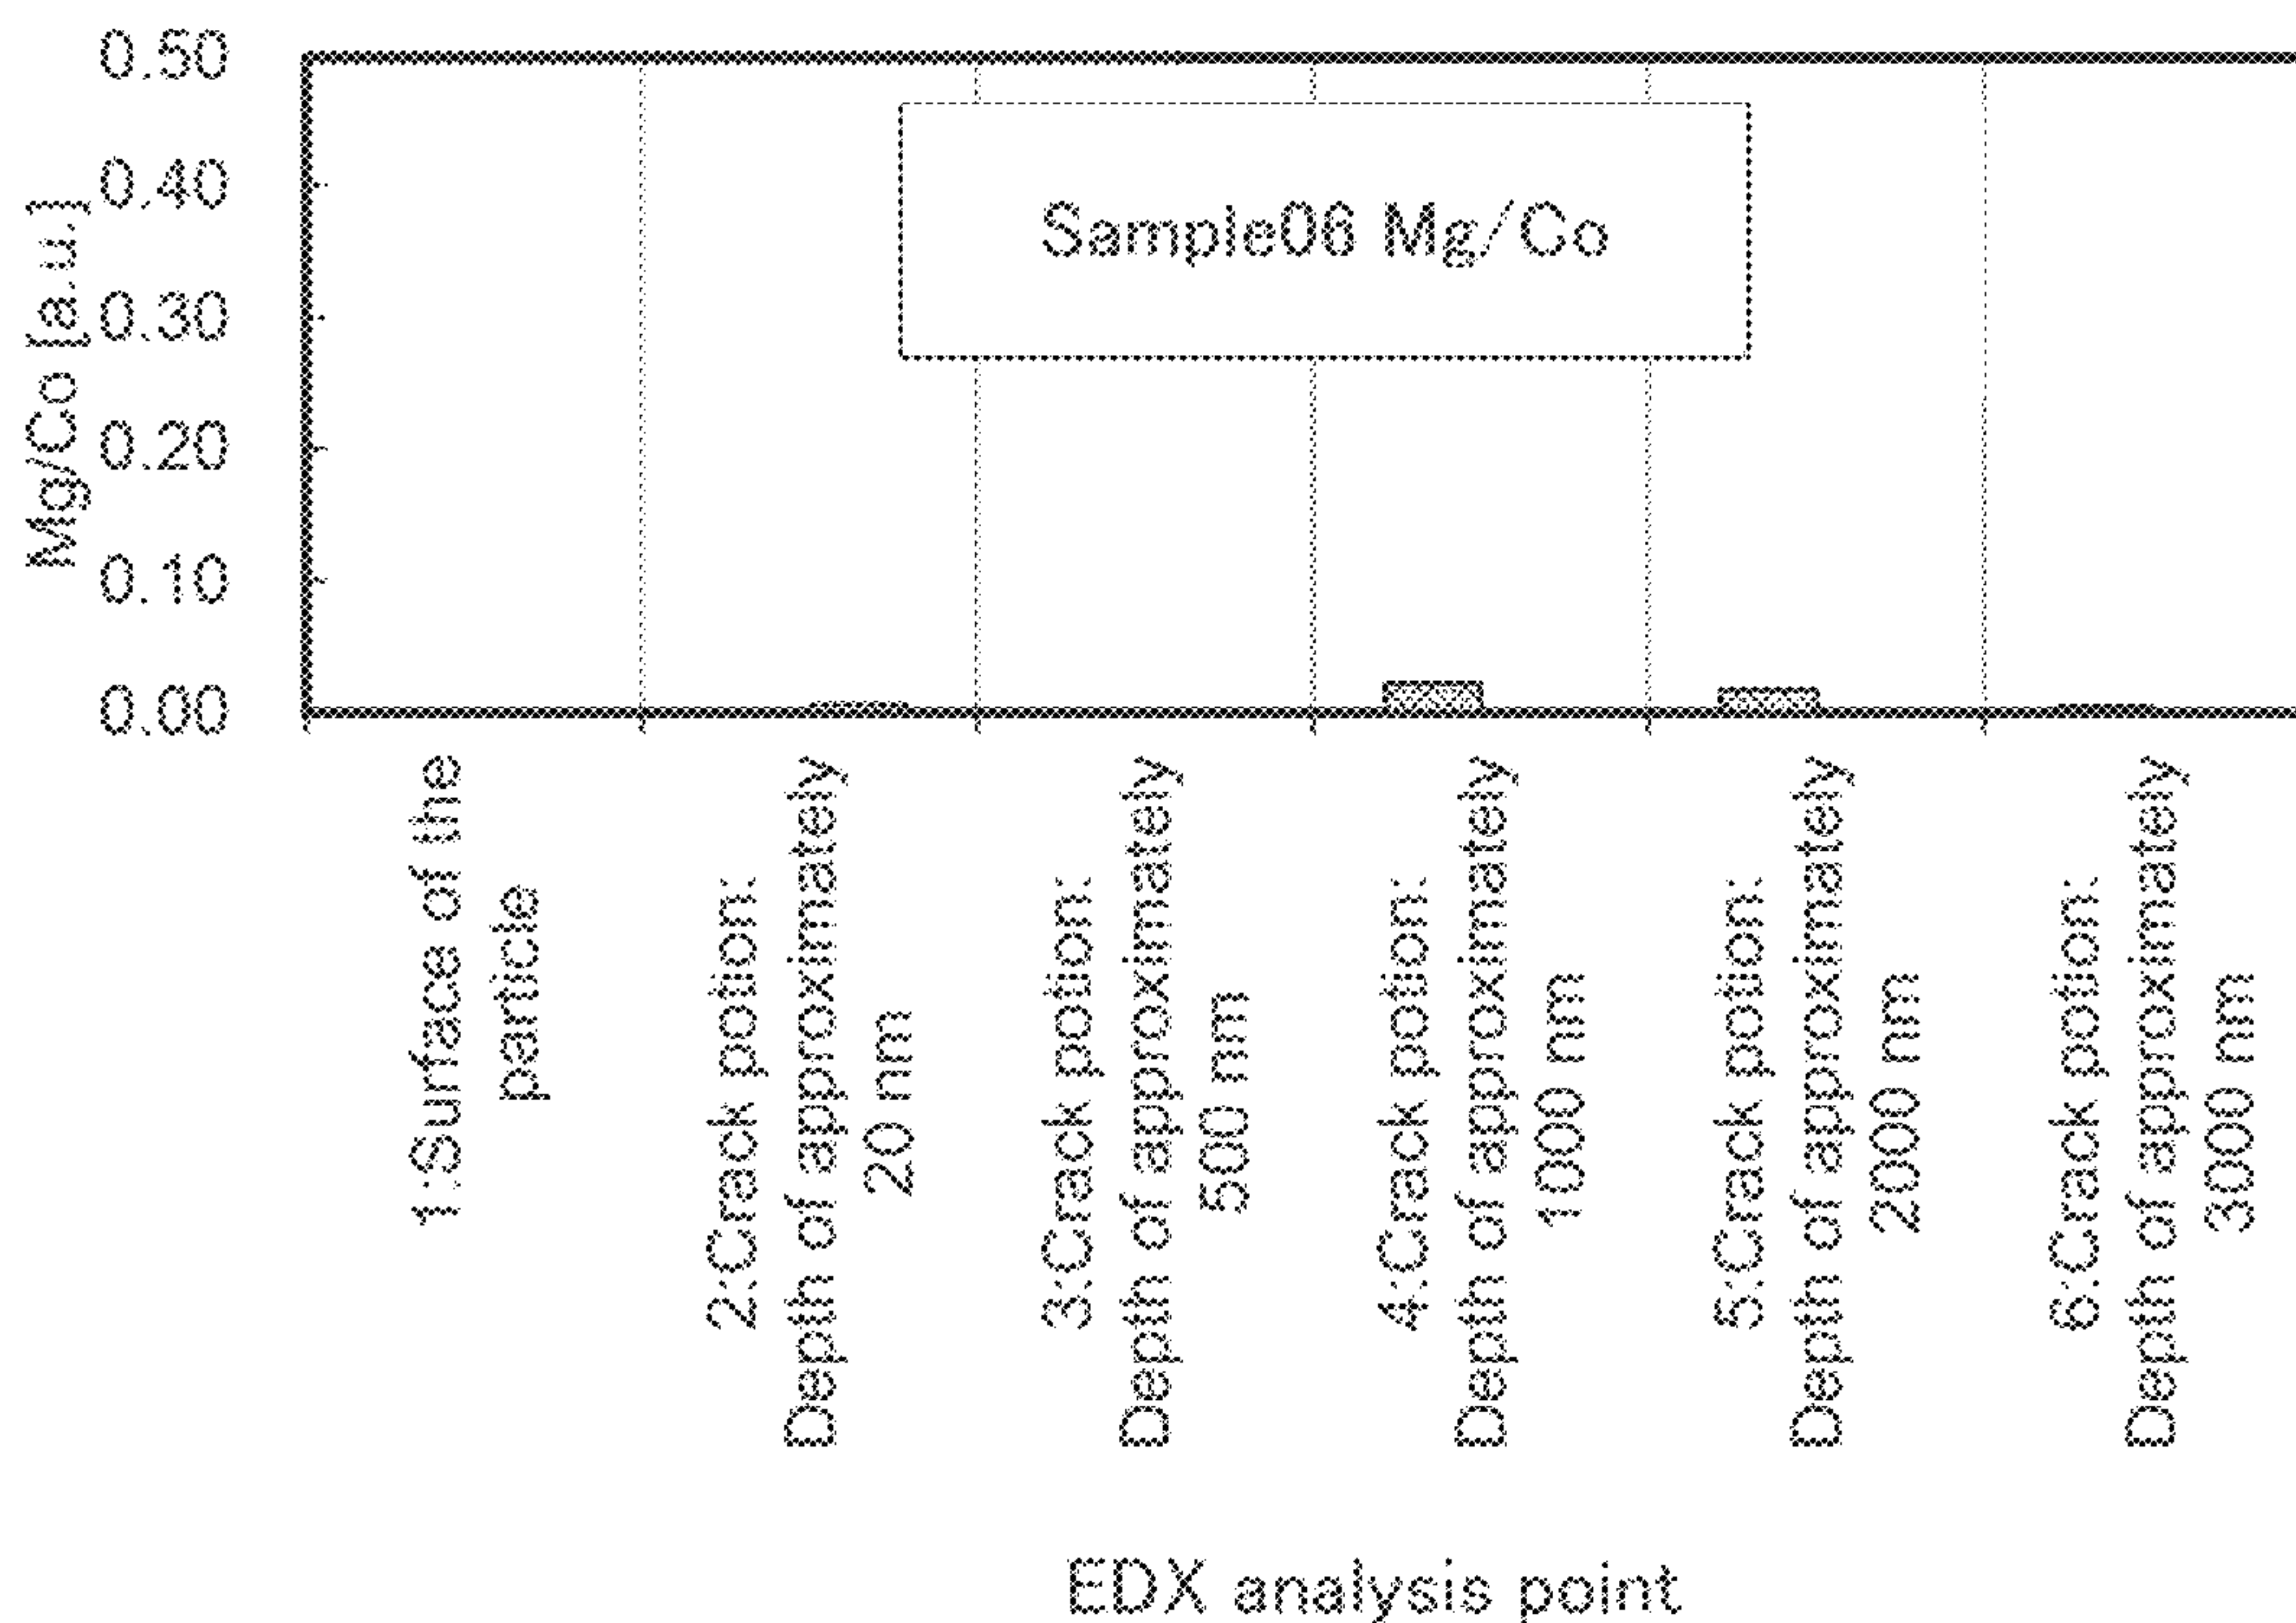 0.50
0.40
0.30
0.20
0.10
0.00
Mg/Co [a.u.]
Sample06 Mg/Co
1:Surface of the
particle
2:Crack potion:
Depth of approximately
20 nm
3:Crack potion:
Depth of approximately
500 nm
4:Crack potion:
Depth of approximately
1000 nm
5:Crack potion:
Depth of approximately
2000 nm
6:Crack potion:
Depth of approximately
3000 nm
EDX analysis point